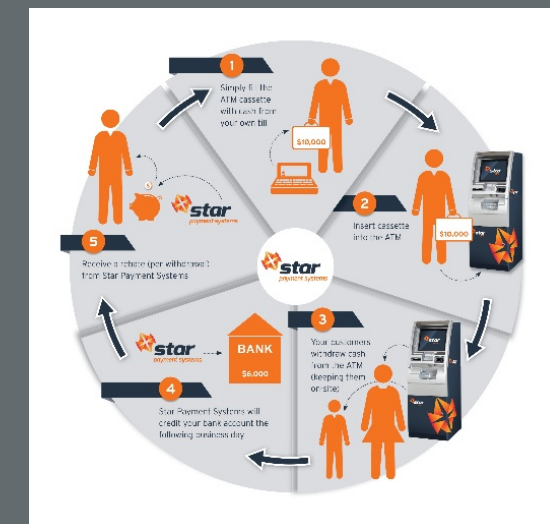 1
Simply fill the
ATM cassette
with cash from
your own till
$10,000
2
Insert cassette
into the ATM
$10,000
3
Your customers
withdraw cash
from the ATM
(keeping them
on-site)
4
Star Payment Systems will
credit your bank account the
following business day
star
payment systems
BANK
$6,000
5
Receive a rebate (per withdrawal)
from Star Payment Systems
$
star
payment systems
star
payment systems